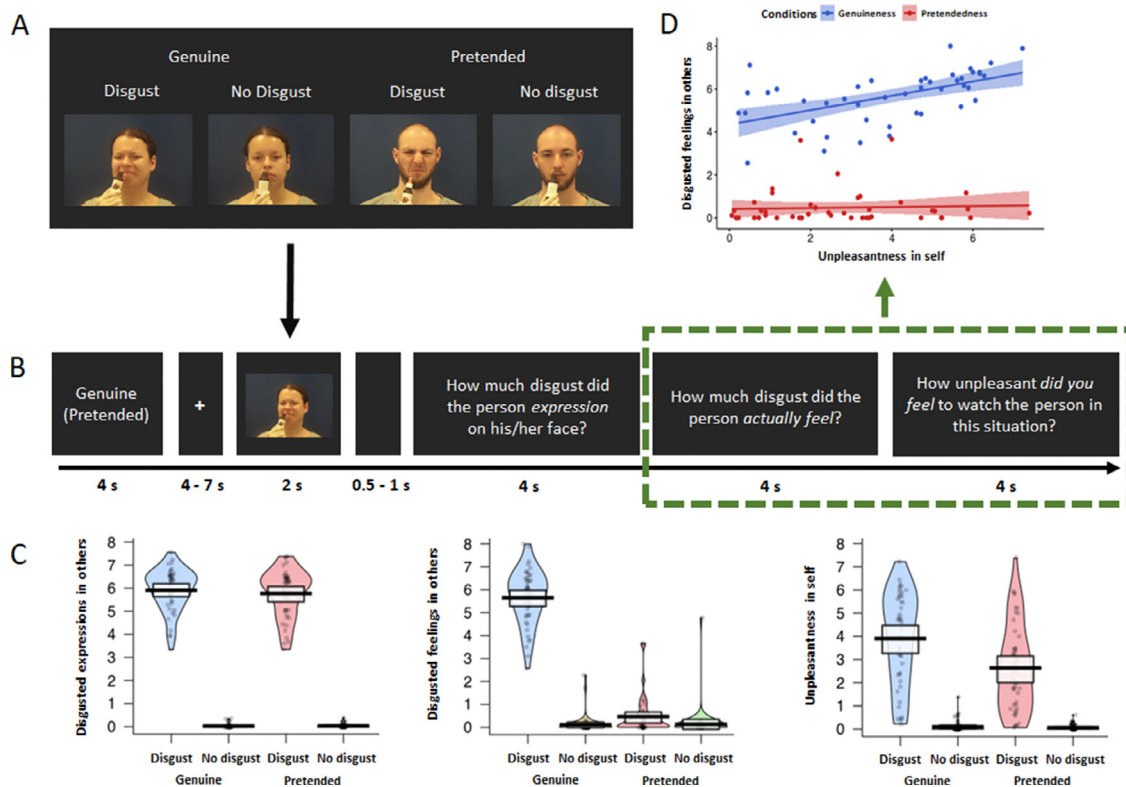 A
Genuine
Pretended
Disgust
No Disgust
Disgust
No disgust
D
Conditions
Genuineness
Pretendedness
Disgusted feelings in others
8
6
4
2
0
0
2
4
6
Unpleasantness in self
B
Genuine
(Pretended)
+
How much disgust did
the person expression
on his/her face?
How much disgust did the
person actually feel?
How unpleasant did you
feel to watch the person in
this situation?
4 s
4 - 7 s
2 s
0.5 - 1 s
4 s
4 s
4 s
C
Disgusted expressions in others
8
7
6
5
4
3
2
1
0
Disgust
No disgust
Disgust
No disgust
Genuine
Pretended
Disgusted feelings in others
8
7
6
5
4
3
2
1
0
Disgust
No disgust
Disgust
No disgust
Genuine
Pretended
Unpleasantness in self
8
7
6
5
4
3
2
1
0
Disgust
No disgust
Disgust
No disgust
Genuine
Pretended